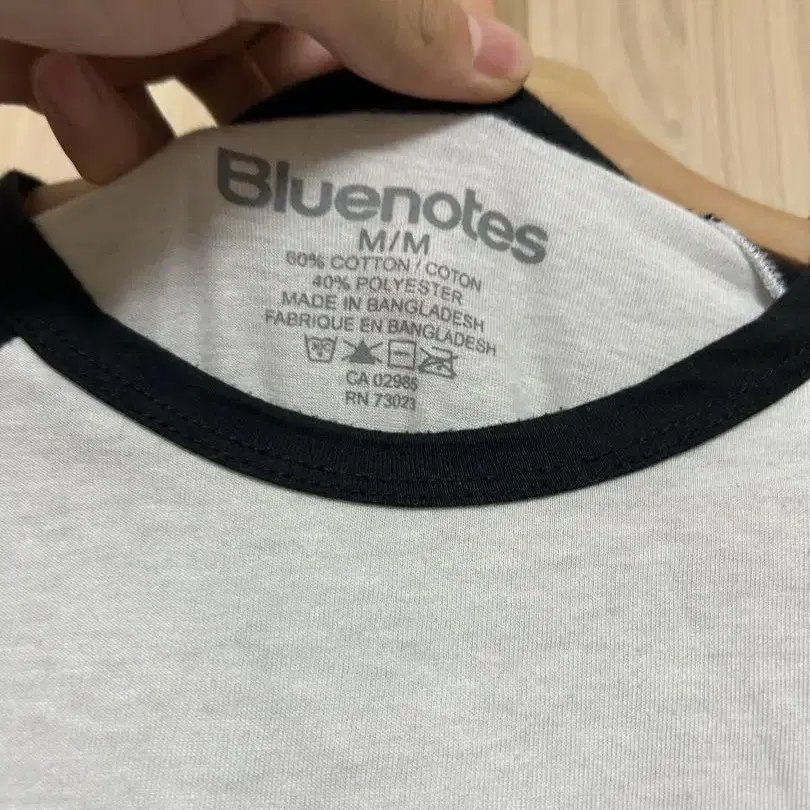 Bluenotes
M/M
60% COTTON / COTON
40% POLYESTER
MADE IN BANGLADESH
FABRIQUE EN BANGLADESH
CA 02985
RN 73023